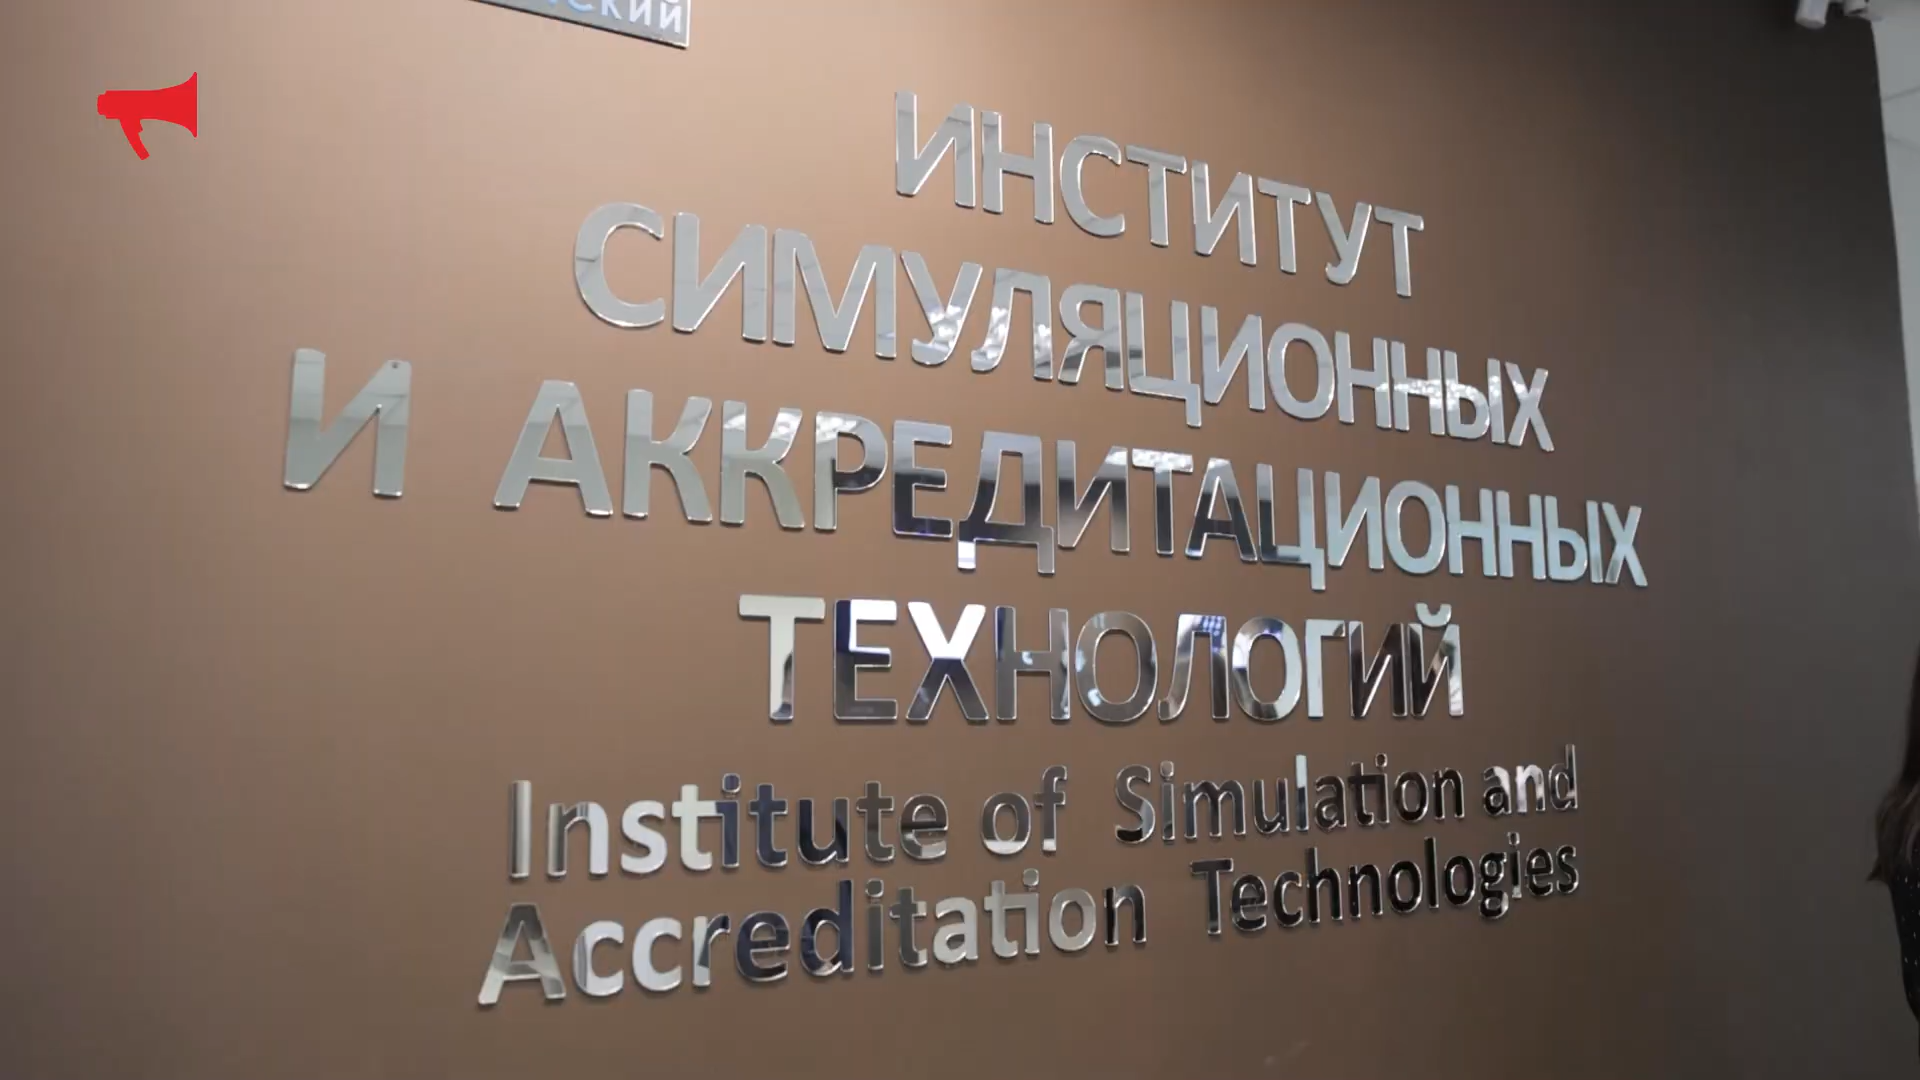 ИНСТИТУТ
СИМУЛЯЦИОННЫХ
И АККРЕДИТАЦИОННЫХ
ТЕХНОЛОГИЙ
Institute of Simulation and
Accreditation Technologies